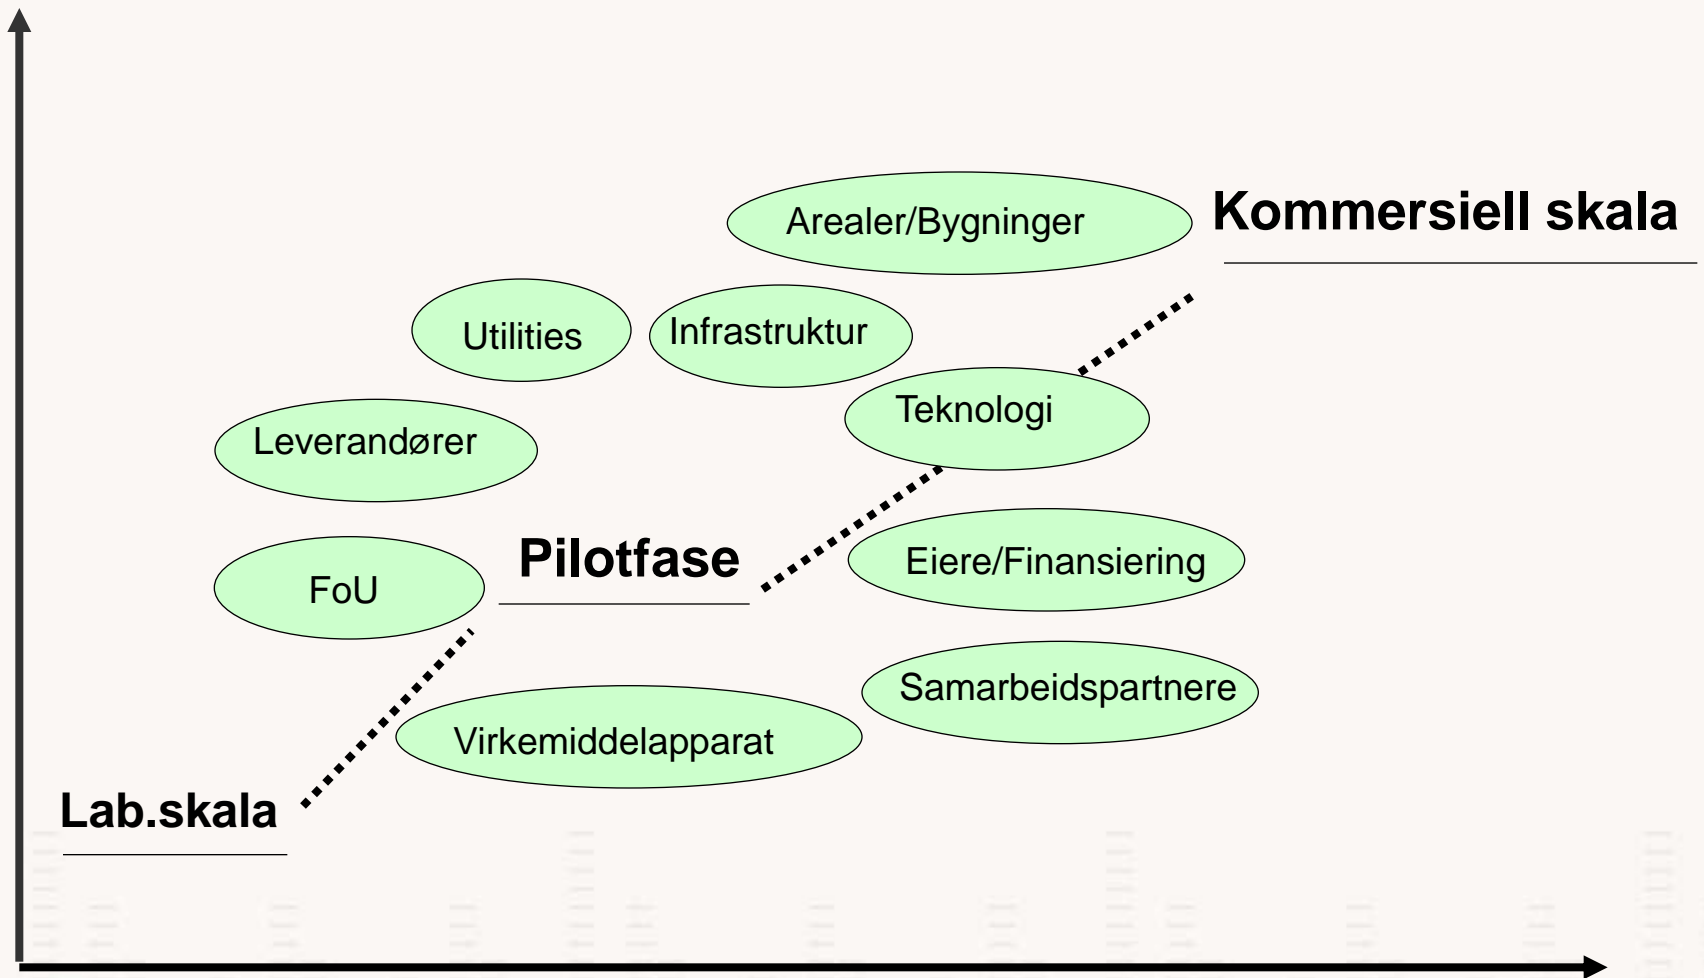 Arealer/Bygninger
Kommersiell skala
Utilities
Infrastruktur
Teknologi
Leverandører
Pilotfase
Eiere/Finansiering
FoU
Samarbeidspartnere
Virkemiddelapparat
Lab.skala